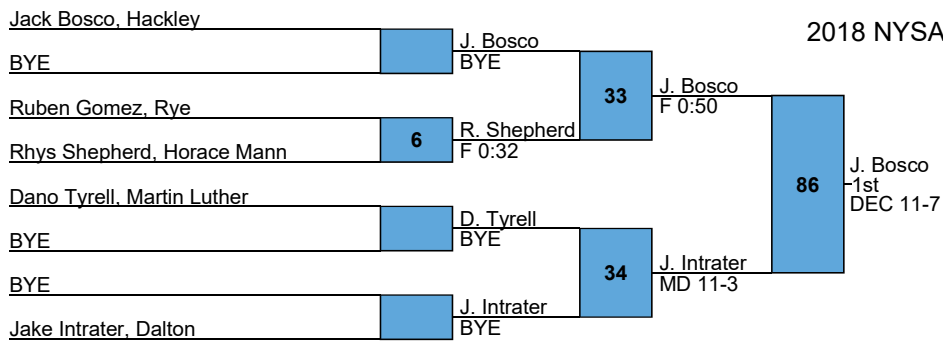 2018 NYSA
Jack Bosco, Hackley
BYE
Ruben Gomez, Rye
Rhys Shepherd, Horace Mann
Dano Tyrell, Martin Luther
BYE
BYE
Jake Intrater, Dalton
J. Bosco
BYE
6
R. Shepherd
F 0:32
D. Tyrell
BYE
J. Intrater
BYE
33
J. Bosco
F 0:50
34
J. Intrater
MD 11-3
86
J. Bosco
1st
DEC 11-7